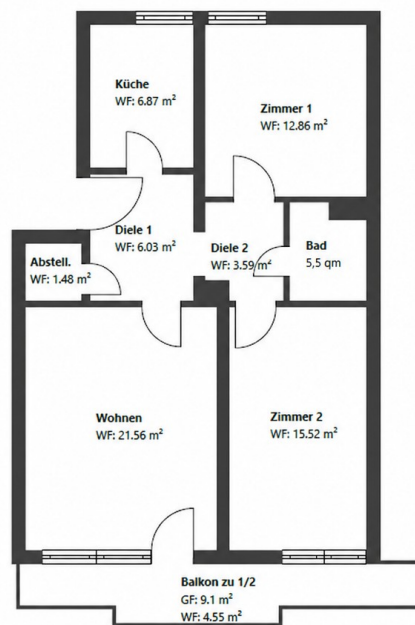 Küche
WF: 6.87 m²
Zimmer 1
WF: 12.86 m²
Diele 1
WF: 6.03 m²
Diele 2
WF: 3.59 m²
Bad
5,5 qm
Abstell.
WF: 1.48 m²
Wohnen
WF: 21.56 m²
Zimmer 2
WF: 15.52 m²
Balkon zu 1/2
GF: 9.1 m²
WF: 4.55 m²